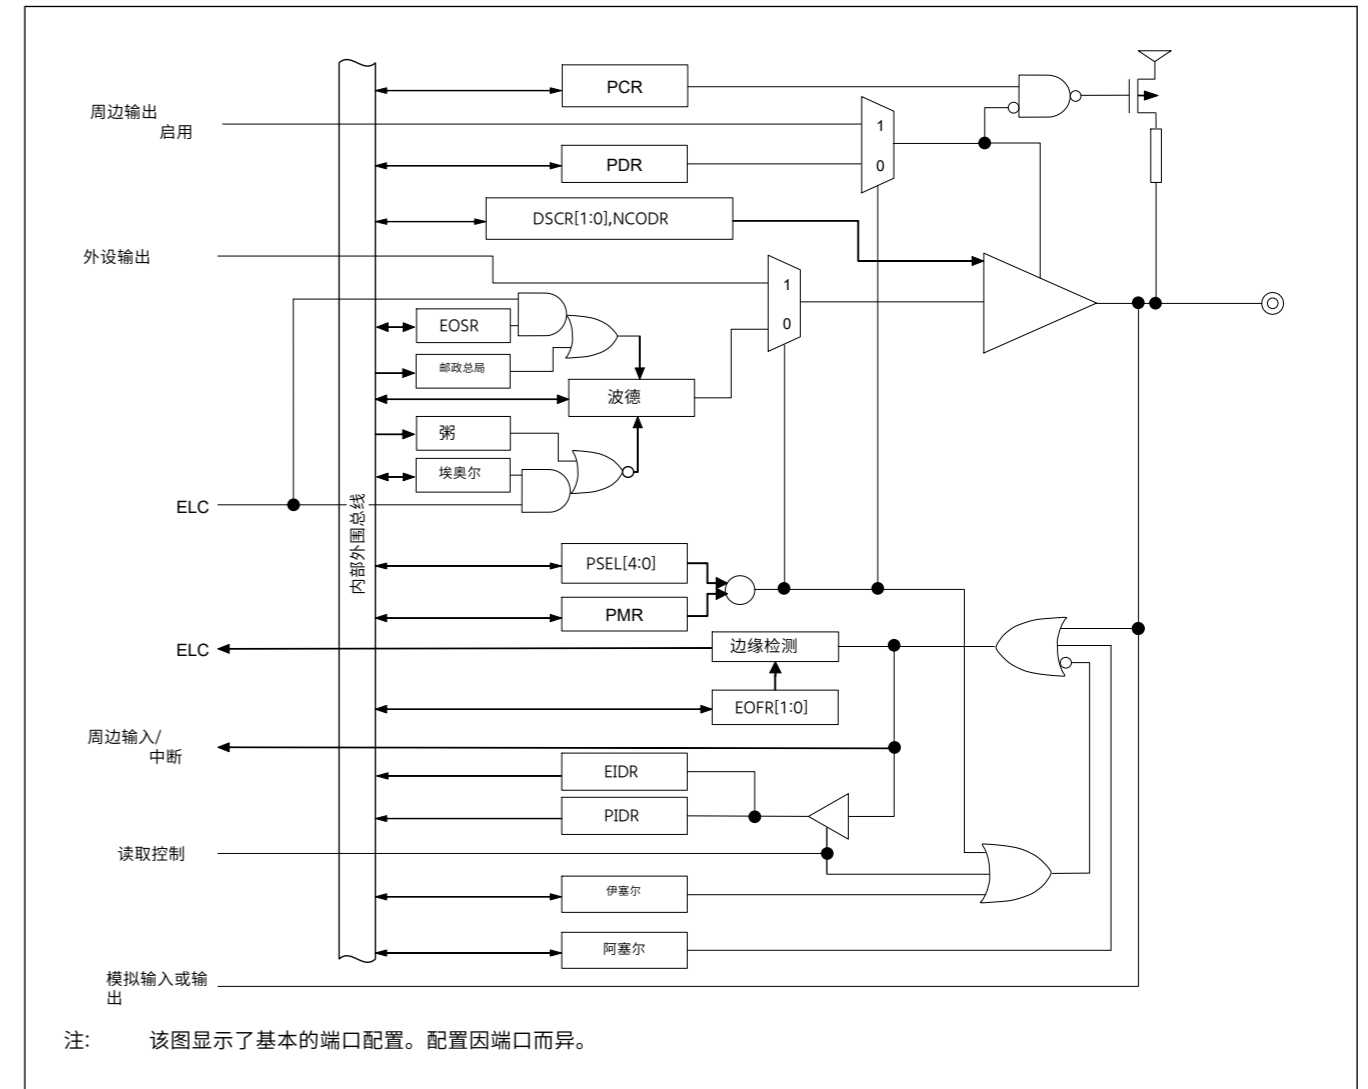 PCR
周边输出
启用
1
PDR
0
DSCR[1:0],NCODR
外设输出
1
EOSR
0
邮政总局
波德
粥
埃奥尔
ELC
内部外围总线
PSEL[4:0]
PMR
ELC
边缘检测
EOFR[1:0]
周边输入/
中断
EIDR
PIDR
读取控制
伊塞尔
阿塞尔
模拟输入或输
出
注: 该图显示了基本的端口配置。配置因端口而异。